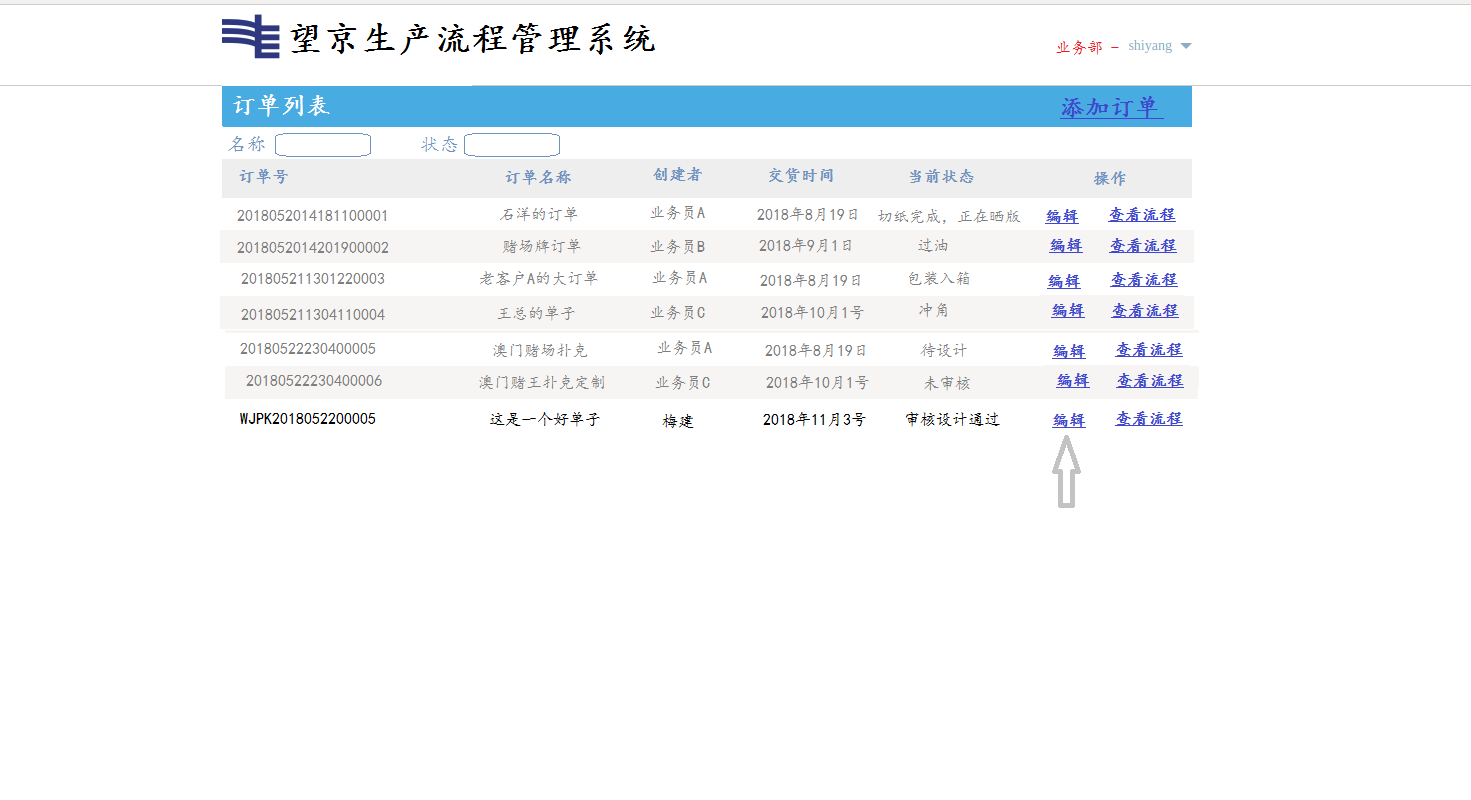 望京生产流程管理系统
业务部 – shiyang
订单列表 添加订单
名称 状态
订单号 订单名称 创建者 交货时间 当前状态 操作
2018052014181100001 石洋的订单 业务员A 2018年8月19日 切纸完成，正在晒版 编辑 查看流程
2018052014201900002 赌场牌订单 业务员B 2018年9月1日 过油 编辑 查看流程
201805211301220003 老客户A的大订单 业务员A 2018年8月19日 包装入箱 编辑 查看流程
201805211304110004 王总的单子 业务员C 2018年10月1号 冲角 编辑 查看流程
20180522230400005 澳门赌场扑克 业务员A 2018年8月19日 待设计 编辑 查看流程
20180522230400006 澳门赌王扑克定制 业务员C 2018年10月1号 未审核 编辑 查看流程
WJPK2018052200005 这是一个好单子 梅建 2018年11月3号 审核设计通过 编辑 查看流程